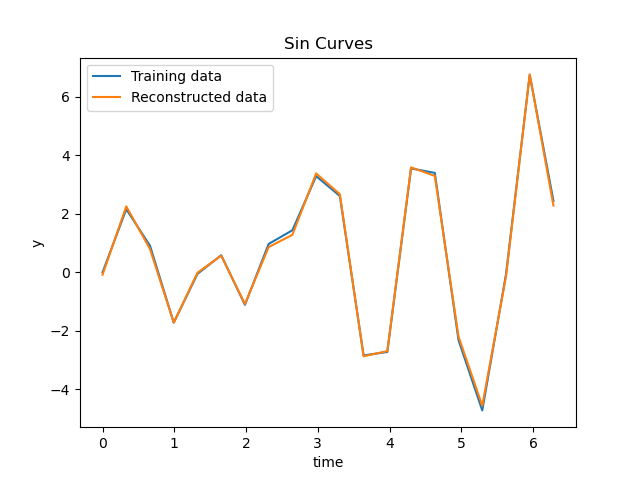 Sin Curves
Training data
Reconstructed data
6
4
2
0
−2
−4
y
0 1 2 3 4 5 6
time